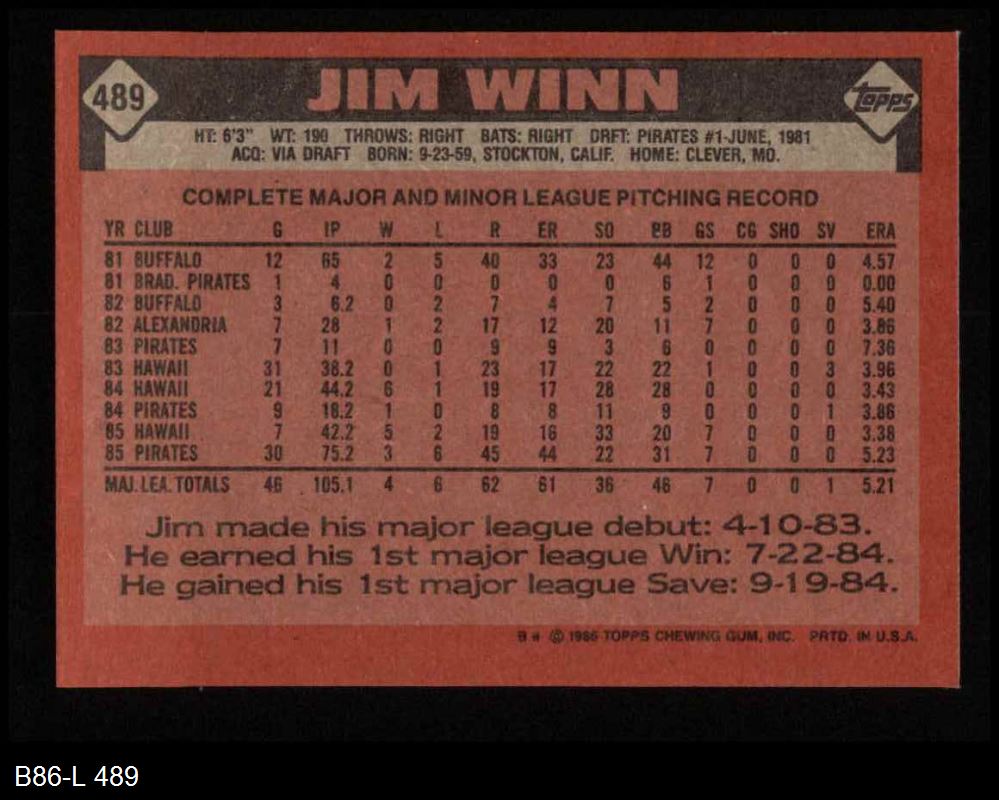 489 JIM WINN Topps
HT: 6'3" WT: 190 THROWS: RIGHT BATS: RIGHT DRFT: PIRATES #1-JUNE, 1981
ACQ: VIA DRAFT BORN: 9-23-59, STOCKTON, CALIF. HOME: CLEVER, MO.
COMPLETE MAJOR AND MINOR LEAGUE PITCHING RECORD
YR CLUB G IP W L R ER SO BB GS CG SHO SV ERA
81 BUFFALO 12 65 2 5 40 33 23 44 12 0 0 0 4.57
81 BRAD. PIRATES 1 4 0 0 0 0 0 6 1 0 0 0 0.00
82 BUFFALO 3 6.2 0 2 7 4 7 5 2 0 0 0 5.40
82 ALEXANDRIA 7 28 1 2 17 12 20 11 7 0 0 0 3.86
83 PIRATES 7 11 0 0 9 9 3 6 0 0 0 0 7.36
83 HAWAII 31 38.2 0 1 23 17 22 22 1 0 0 3 3.96
84 HAWAII 21 44.2 6 1 19 17 28 28 0 0 0 0 3.43
84 PIRATES 9 18.2 1 0 8 8 11 9 0 0 0 1 3.86
85 HAWAII 7 42.2 5 2 19 16 33 20 7 0 0 0 3.38
85 PIRATES 30 75.2 3 6 45 44 22 31 7 0 0 0 5.23
MAJ. LEA. TOTALS 46 105.1 4 6 62 61 36 46 7 0 0 1 5.21
Jim made his major league debut: 4-10-83.
He earned his 1st major league Win: 7-22-84.
He gained his 1st major league Save: 9-19-84.
B * © 1986 TOPPS CHEWING GUM, INC. PRTD. IN U.S.A.
B86-L 489